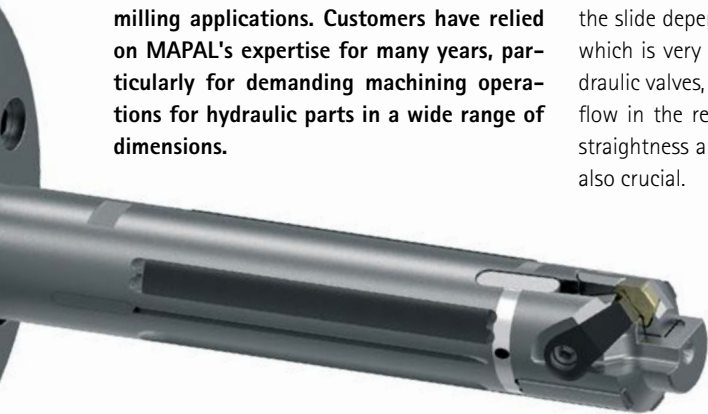 milling applications. Customers have relied
on MAPAL's expertise for many years, par-
ticularly for demanding machining opera-
tions for hydraulic parts in a wide range of
dimensions.
the slide
which is very
draulic valves,
flow in the
straightness
also crucial.